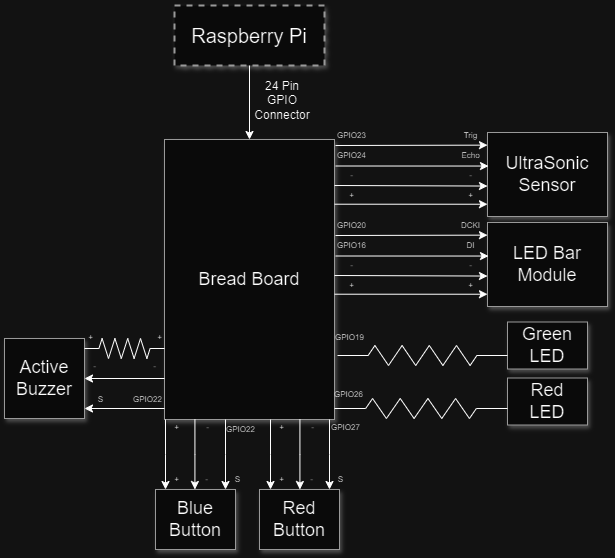 Raspberry Pi
24 Pin
GPIO
Connector
GPIO23 Trig
GPIO24 Echo
- -
+ +
UltraSonic
Sensor
GPIO20 DCKI
GPIO16 DI
- -
+ +
LED Bar
Module
Bread Board
GPIO19
Green
LED
+ +
- -
S GPIO22
Active
Buzzer
GPIO26
Red
LED
+ - GPIO22 + - GPIO27
+ - S + - S
Blue
Button
Red
Button